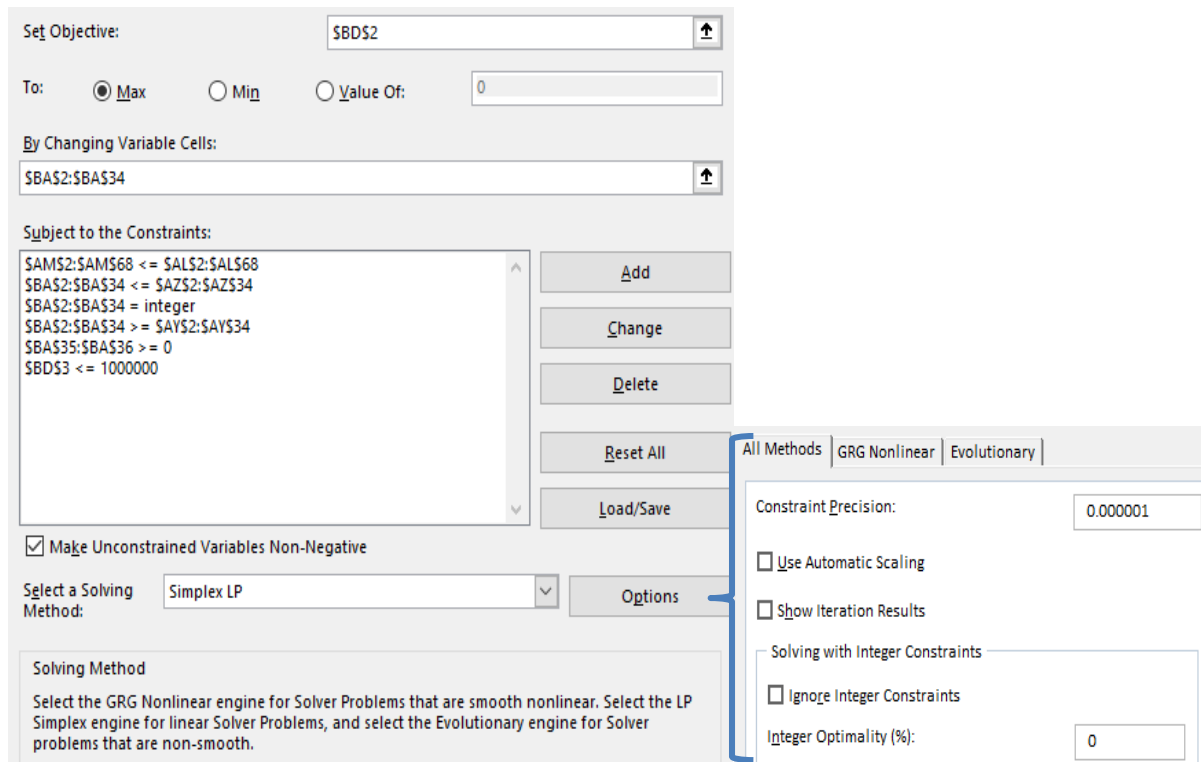 Set Objective: $BD$2
To: Max Min Value Of: 0
By Changing Variable Cells:
$BA$2:$BA$34
Subject to the Constraints:
$AM$2:$AM$68 <= $AL$2:$AL$68
$BA$2:$BA$34 <= $AZ$2:$AZ$34
$BA$2:$BA$34 = integer
$BA$2:$BA$34 >= $AY$2:$AY$34
$BA$35:$BA$36 >= 0
$BD$3 <= 1000000
Add
Change
Delete
Reset All
Load/Save
Make Unconstrained Variables Non-Negative
Select a Solving
Method:
Simplex LP
Options
Solving Method
Select the GRG Nonlinear engine for Solver Problems that are smooth nonlinear. Select the LP
Simplex engine for linear Solver Problems, and select the Evolutionary engine for Solver
problems that are non-smooth.
All Methods GRG Nonlinear Evolutionary
Constraint Precision: 0.000001
Use Automatic Scaling
Show Iteration Results
Solving with Integer Constraints
Ignore Integer Constraints
Integer Optimality (%): 0